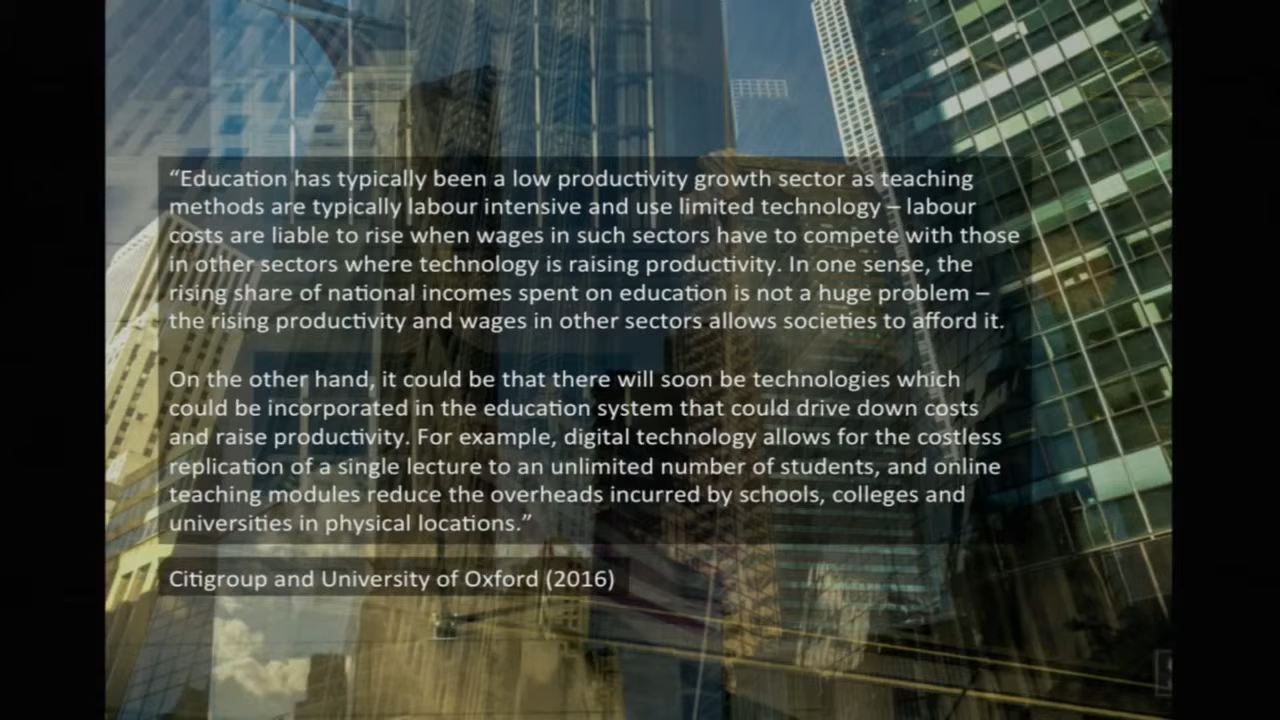 “Education has typically been a low productivity growth sector as teaching
methods are typically labour intensive and use limited technology – labour
costs are liable to rise when wages in such sectors have to compete with those
in other sectors where technology is raising productivity. In one sense, the
rising share of national incomes spent on education is not a huge problem –
the rising productivity and wages in other sectors allows societies to afford it.
On the other hand, it could be that there will soon be technologies which
could be incorporated in the education system that could drive down costs
and raise productivity. For example, digital technology allows for the costless
replication of a single lecture to an unlimited number of students, and online
teaching modules reduce the overheads incurred by schools, colleges and
universities in physical locations.”
Citigroup and University of Oxford (2016)